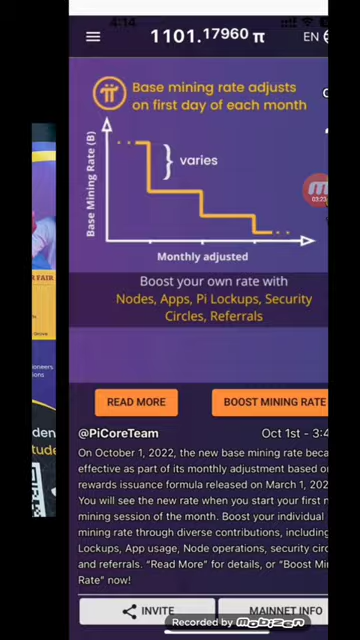 4:14
1101.17960 π
EN
Base mining rate adjusts
on first day of each month
Base Mining Rate (B)
varies
Monthly adjusted
Boost your own rate with
Nodes, Apps, Pi Lockups, Security
Circles, Referrals
03:23
READ MORE
BOOST MINING RATE
@PiCoreTeam
Oct 1st - 3:4
On October 1, 2022, the new base mining rate beca
effective as part of its monthly adjustment based o
rewards issuance formula released on March 1, 202
You will see the new rate when you start your first
mining session of the month. Boost your individual
mining rate through diverse contributions, includin
Lockups, App usage, Node operations, security circ
and referrals. “Read More” for details, or “Boost Mi
Rate” now!
INVITE
MAINNET INFO
Recorded by mobizen